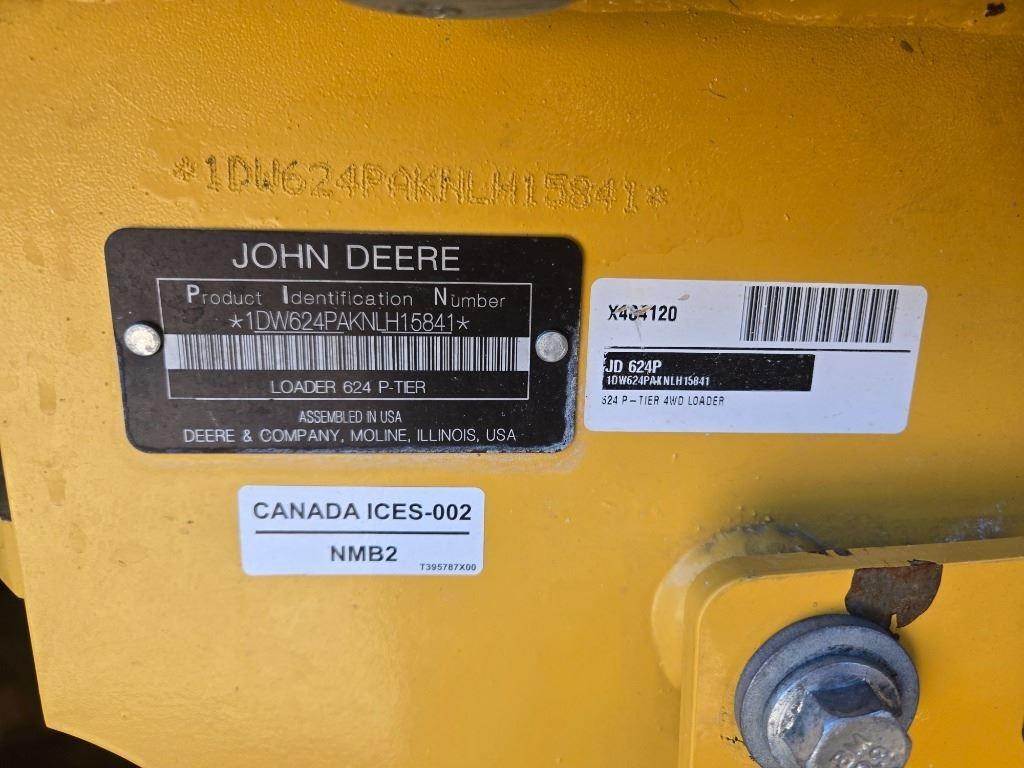 *1DW624PAKNLH15841*
JOHN DEERE
Product Identification Number
*1DW624PAKNLH15841*
LOADER 624 P-TIER
ASSEMBLED IN USA
DEERE & COMPANY, MOLINE, ILLINOIS, USA
X464120
JD 624P
1DW624PAKNLH15841
624 P-TIER 4WD LOADER
CANADA ICES-002
NMB2
T395787X00